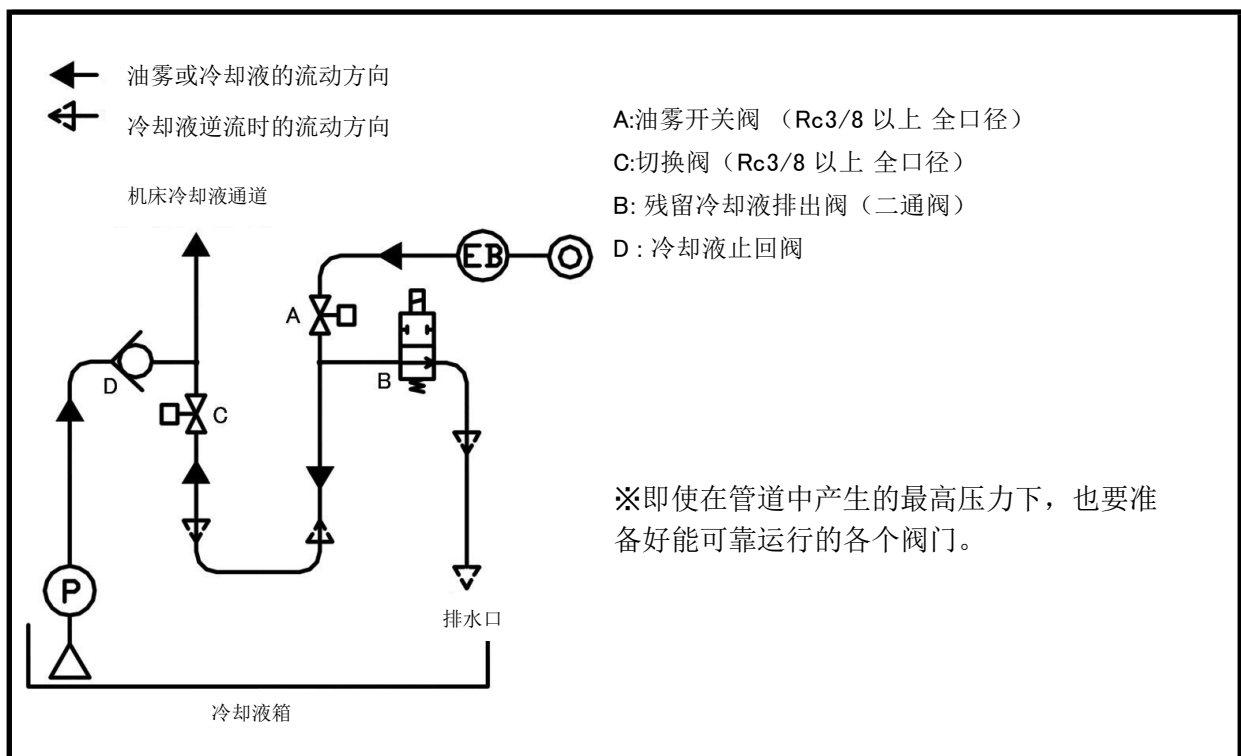 油雾或冷却液的流动方向
冷却液逆流时的流动方向
机床冷却液通道
A:油雾开关阀 （Rc3/8 以上 全口径）
C:切换阀（Rc3/8 以上 全口径）
B: 残留冷却液排出阀（二通阀）
D : 冷却液止回阀
EB
A
B
D
C
P
※即使在管道中产生的最高压力下，也要准
备好能可靠运行的各个阀门。
排水口
冷却液箱